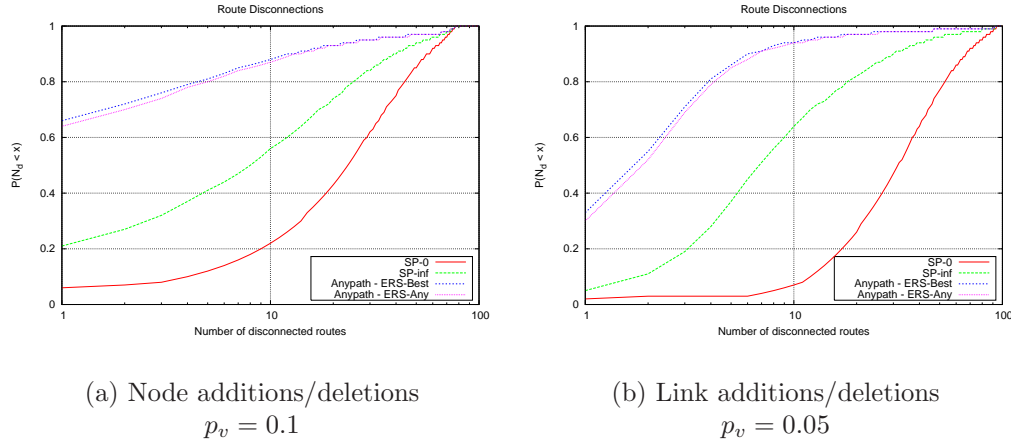 Route Disconnections
1
0.8
0.6
0.4
0.2
0
P(N_d < x)
SP-0
SP-inf
Anypath - ERS-Best
Anypath - ERS-Any
1
10
100
Number of disconnected routes
(a) Node additions/deletions
p_v = 0.1
Route Disconnections
1
0.8
0.6
0.4
0.2
0
P(N_d < x)
SP-0
SP-inf
Anypath - ERS-Best
Anypath - ERS-Any
1
10
100
Number of disconnected routes
(b) Link additions/deletions
p_v = 0.05